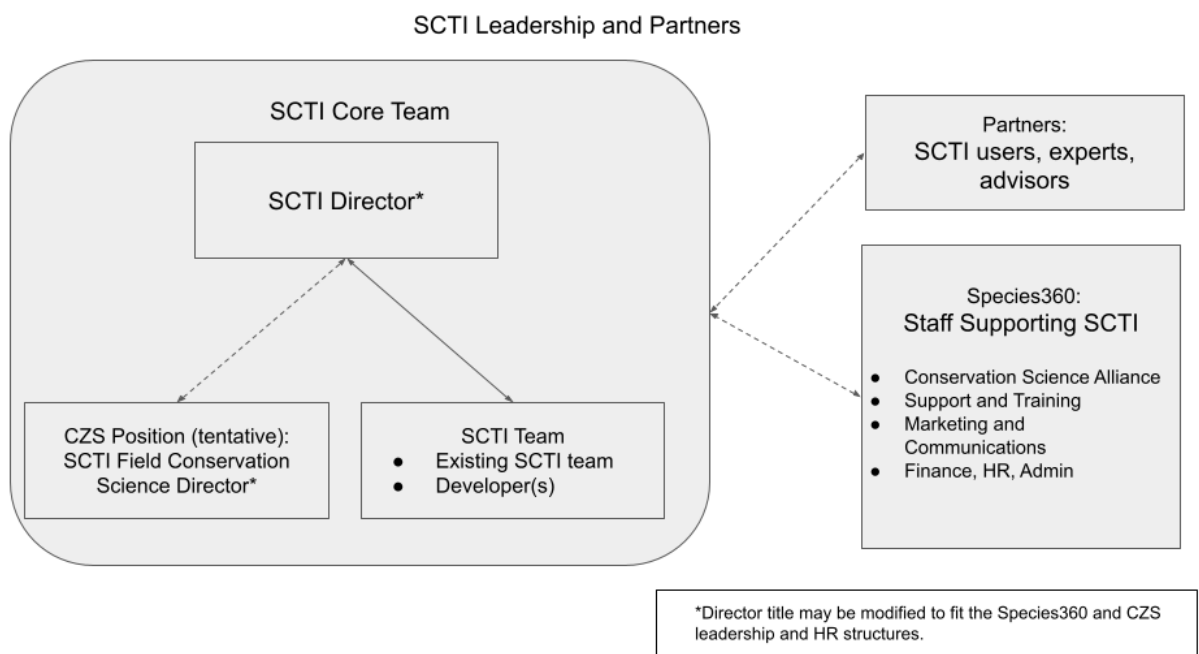 SCTI Leadership and Partners
SCTI Core Team
SCTI Director*
CZS Position (tentative):
SCTI Field Conservation
Science Director*
SCTI Team
● Existing SCTI team
● Developer(s)
Partners:
SCTI users, experts,
advisors
Species360:
Staff Supporting SCTI
● Conservation Science Alliance
● Support and Training
● Marketing and
Communications
● Finance, HR, Admin
*Director title may be modified to fit the Species360 and CZS
leadership and HR structures.